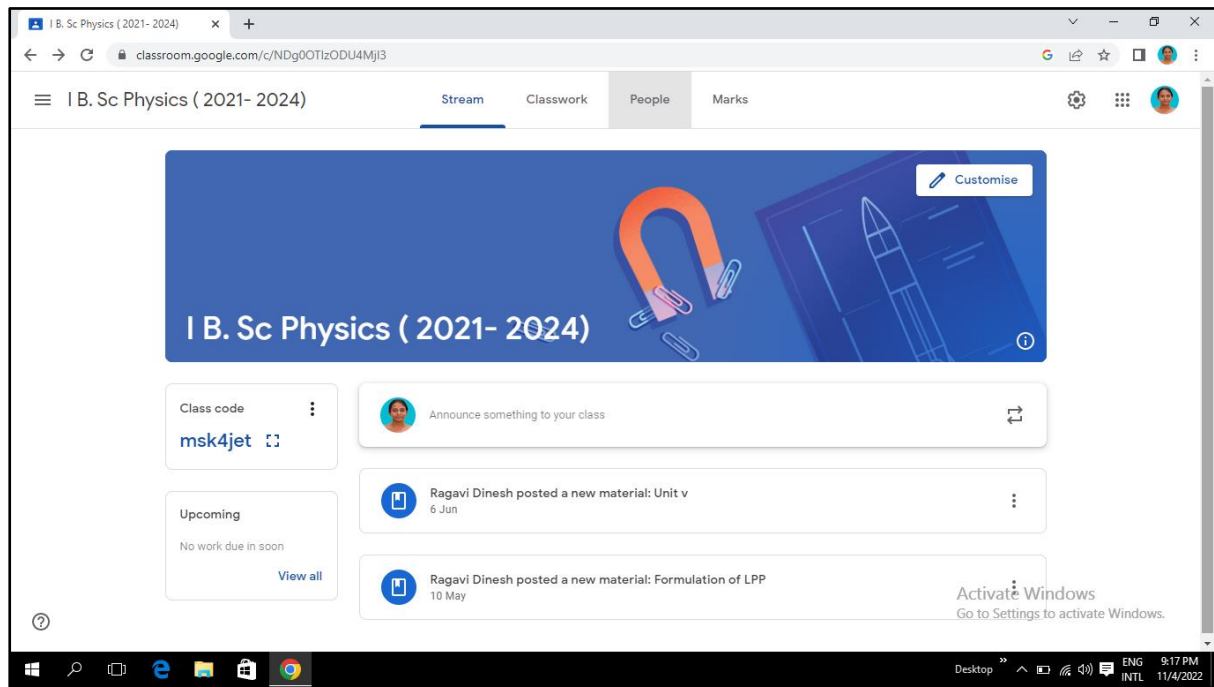 I B. Sc Physics ( 2021- 2024)
classroom.google.com/c/NDg0OTIzODU4MjI3
I B. Sc Physics ( 2021- 2024)
Stream Classwork People Marks
Customise
I B. Sc Physics ( 2021- 2024)
Class code
msk4jet
Announce something to your class
Ragavi Dinesh posted a new material: Unit v
6 Jun
Upcoming
No work due in soon
View all
Ragavi Dinesh posted a new material: Formulation of LPP
10 May
Activate Windows
Go to Settings to activate Windows.
Desktop
ENG 9:17 PM
INTL 11/4/2022